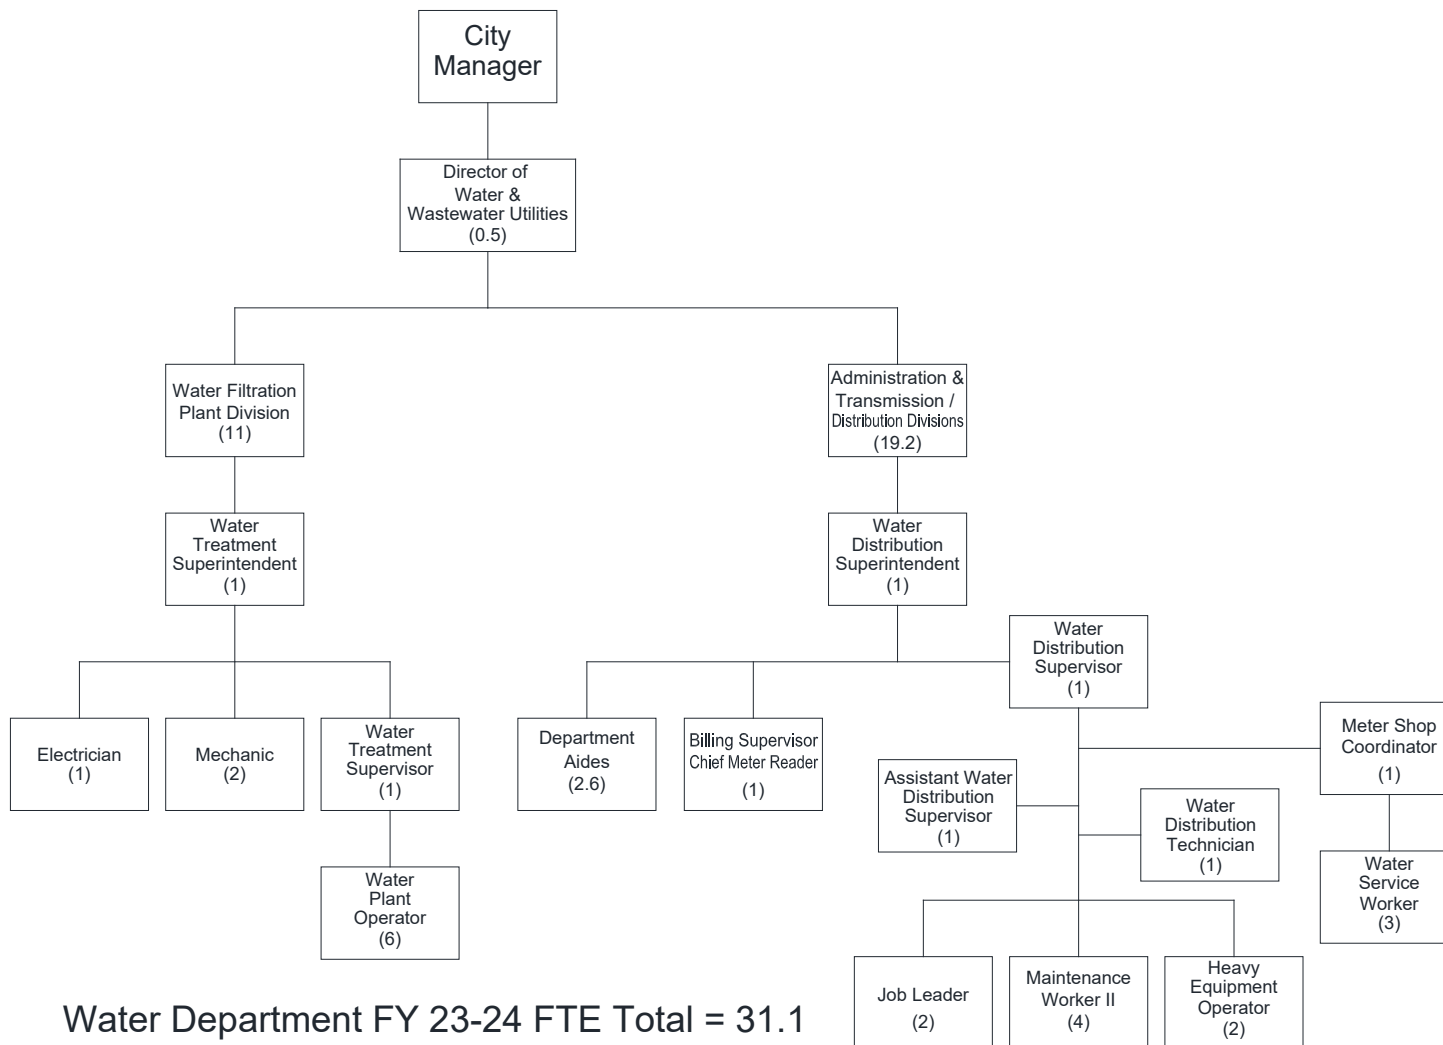 City
Manager
Director of
Water &
Wastewater Utilities
(0.5)
Water Filtration
Plant Division
(11)
Administration &
Transmission /
Distribution Divisions
(19.2)
Water
Treatment
Superintendent
(1)
Water
Distribution
Superintendent
(1)
Water
Distribution
Supervisor
(1)
Electrician
(1)
Mechanic
(2)
Water
Treatment
Supervisor
(1)
Department
Aides
(2.6)
Billing Supervisor
Chief Meter Reader
(1)
Meter Shop
Coordinator
(1)
Assistant Water
Distribution
Supervisor
(1)
Water
Distribution
Technician
(1)
Water
Plant
Operator
(6)
Water
Service
Worker
(3)
Job Leader
(2)
Maintenance
Worker II
(4)
Heavy
Equipment
Operator
(2)
Water Department FY 23-24 FTE Total = 31.1